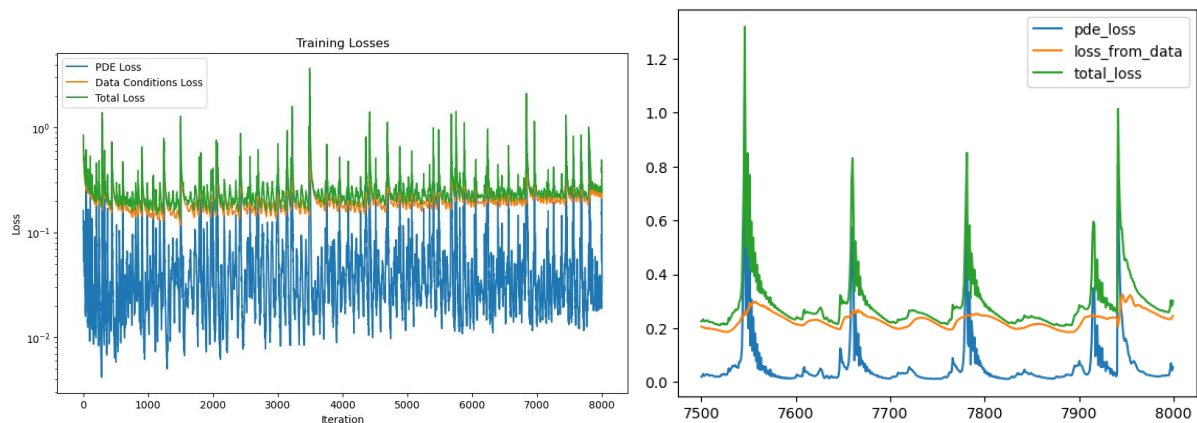 Training Losses
PDE Loss
Data Conditions Loss
Total Loss
Loss
10⁰
10⁻¹
10⁻²
0 1000 2000 3000 4000 5000 6000 7000 8000
Iteration
pde_loss
loss_from_data
total_loss
1.2
1.0
0.8
0.6
0.4
0.2
0.0
7500 7600 7700 7800 7900 8000